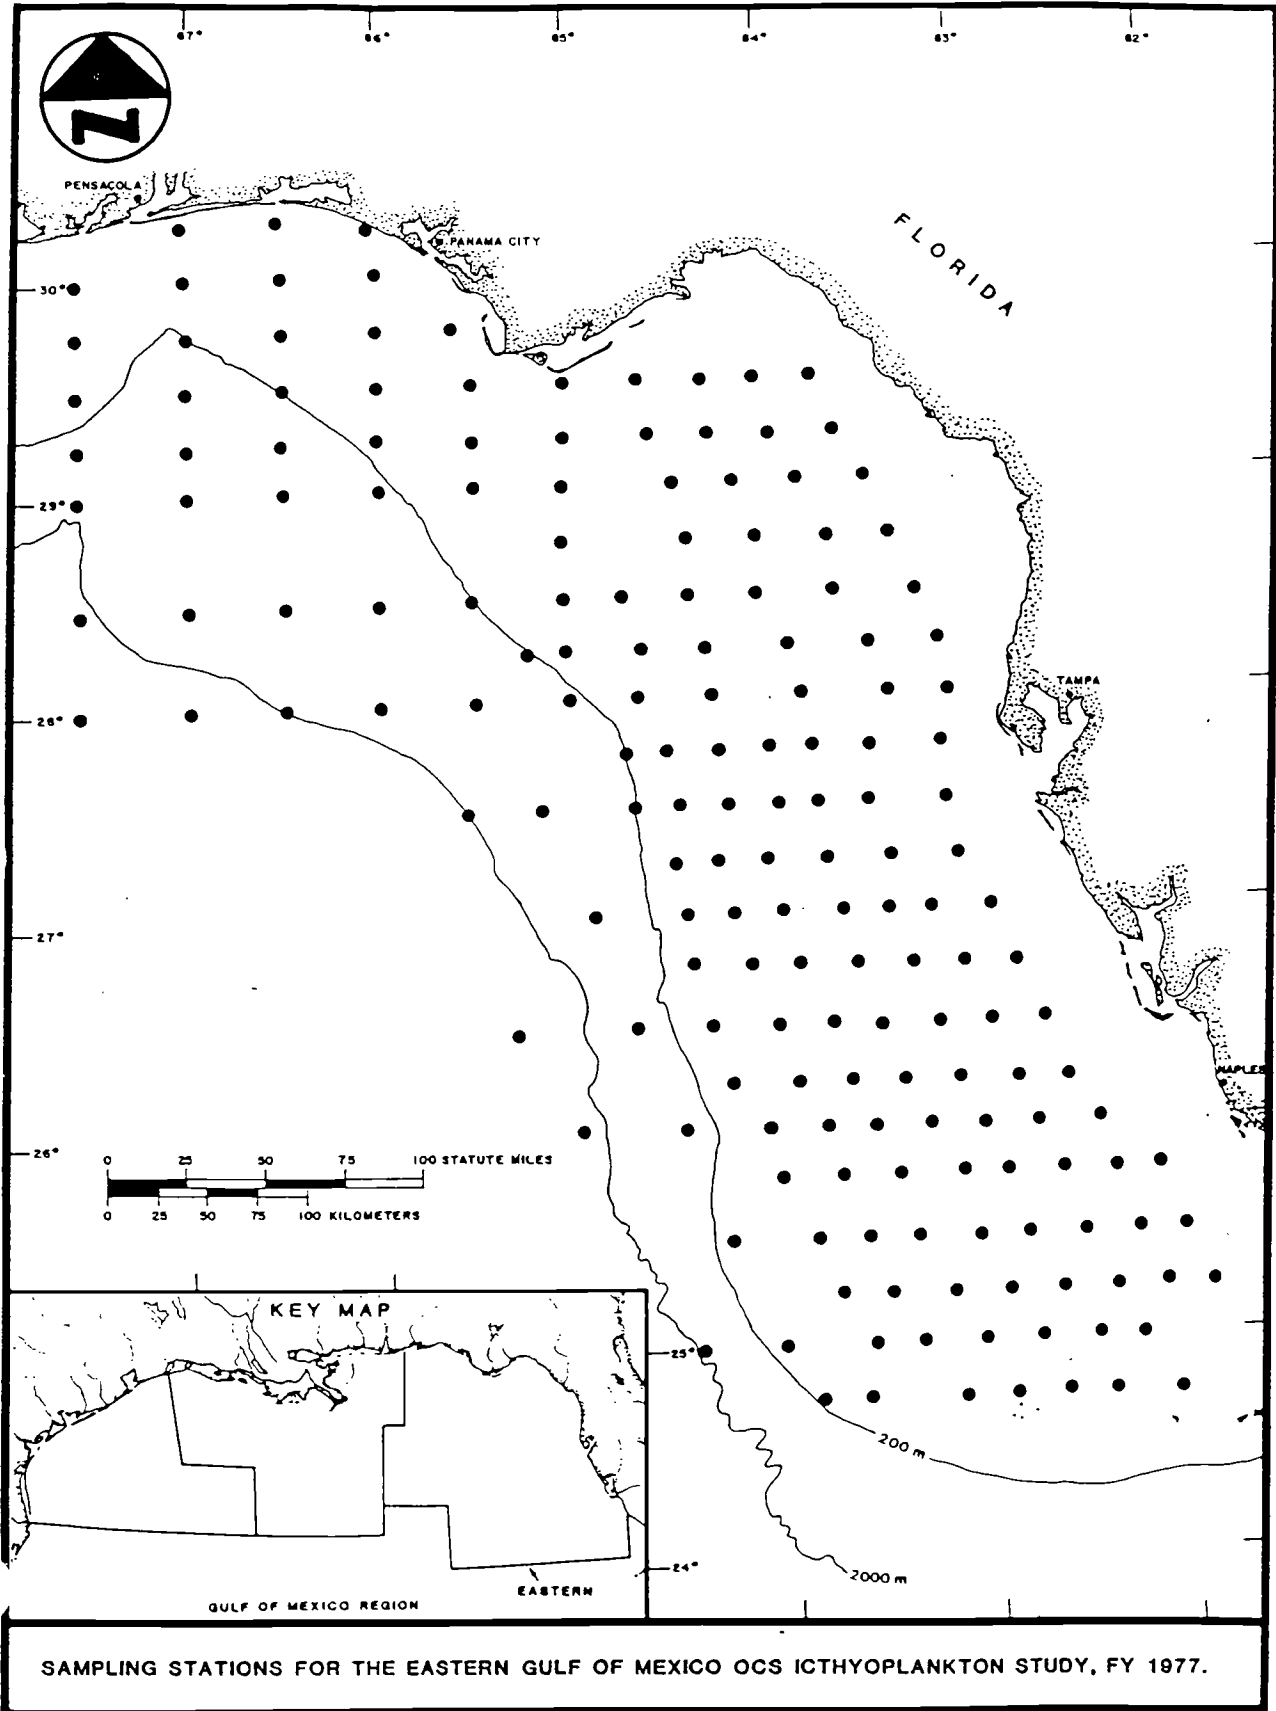 87° 86° 85° 84° 83° 82°
N
PENSACOLA
PANAMA CITY
FLORIDA
30°
29°
TAMPA
28°
27°
NAPLES
26°
0 25 50 75 100 STATUTE MILES
0 25 50 75 100 KILOMETERS
KEY MAP
25°
200 m
24°
2000 m
EASTERN
GULF OF MEXICO REGION
SAMPLING STATIONS FOR THE EASTERN GULF OF MEXICO OCS ICTHYOPLANKTON STUDY, FY 1977.